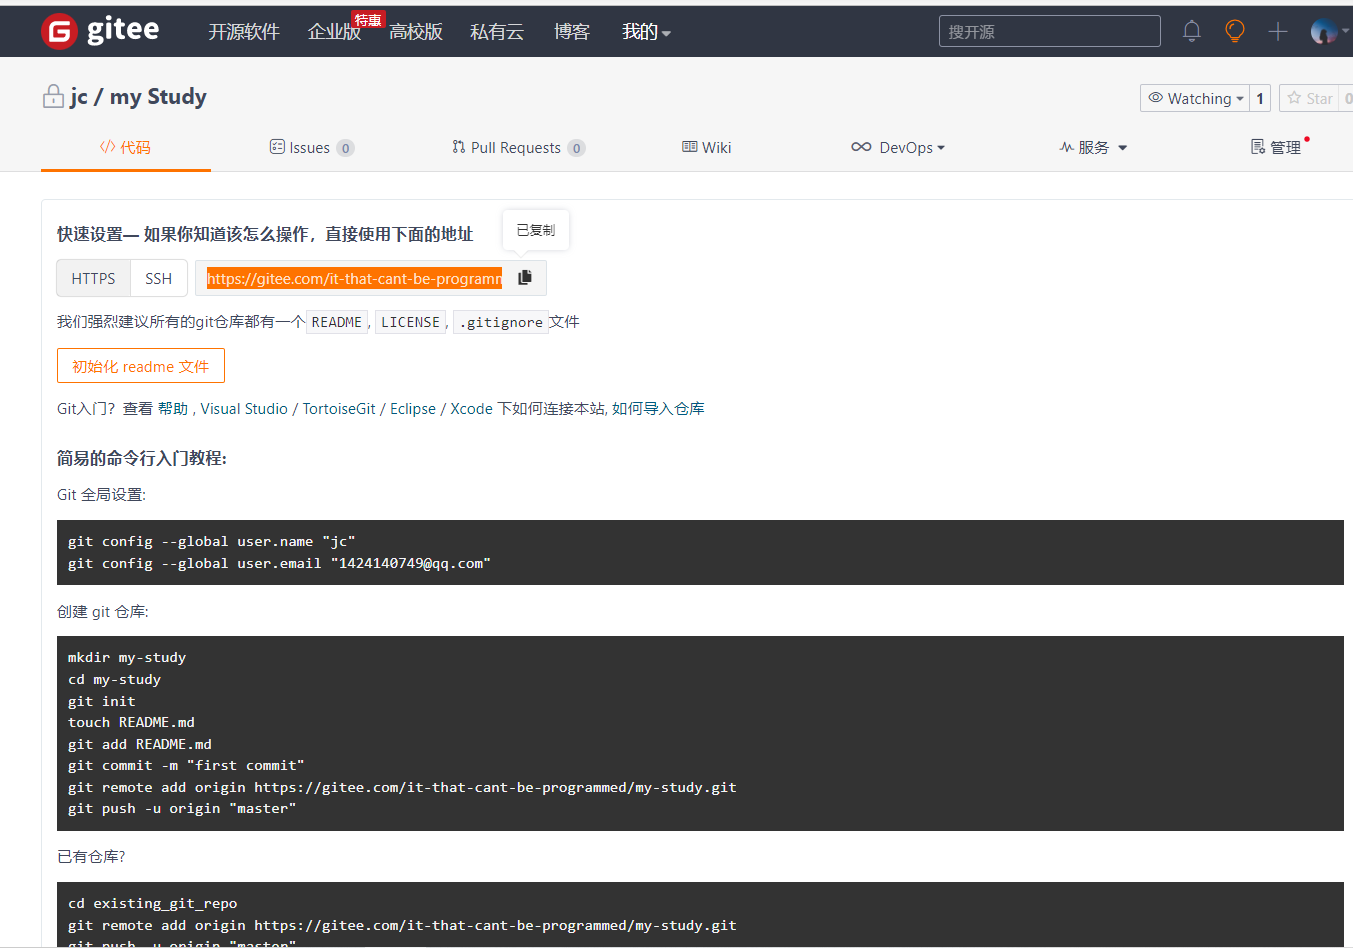 gitee 开源软件 企业版 特惠 高校版 私有云 博客 我的 搜开源
jc / my Study Watching 1 Star 0
代码 Issues 0 Pull Requests 0 Wiki DevOps 服务 管理
快速设置— 如果你知道该怎么操作，直接使用下面的地址
已复制
HTTPS SSH https://gitee.com/it-that-cant-be-programm
我们强烈建议所有的git仓库都有一个 README, LICENSE, .gitignore 文件
初始化 readme 文件
Git入门？查看 帮助 , Visual Studio / TortoiseGit / Eclipse / Xcode 下如何连接本站, 如何导入仓库
简易的命令行入门教程:
Git 全局设置:
git config --global user.name "jc"
git config --global user.email "1424140749@qq.com"
创建 git 仓库:
mkdir my-study
cd my-study
git init
touch README.md
git add README.md
git commit -m "first commit"
git remote add origin https://gitee.com/it-that-cant-be-programmed/my-study.git
git push -u origin "master"
已有仓库?
cd existing_git_repo
git remote add origin https://gitee.com/it-that-cant-be-programmed/my-study.git
git push -u origin "master"